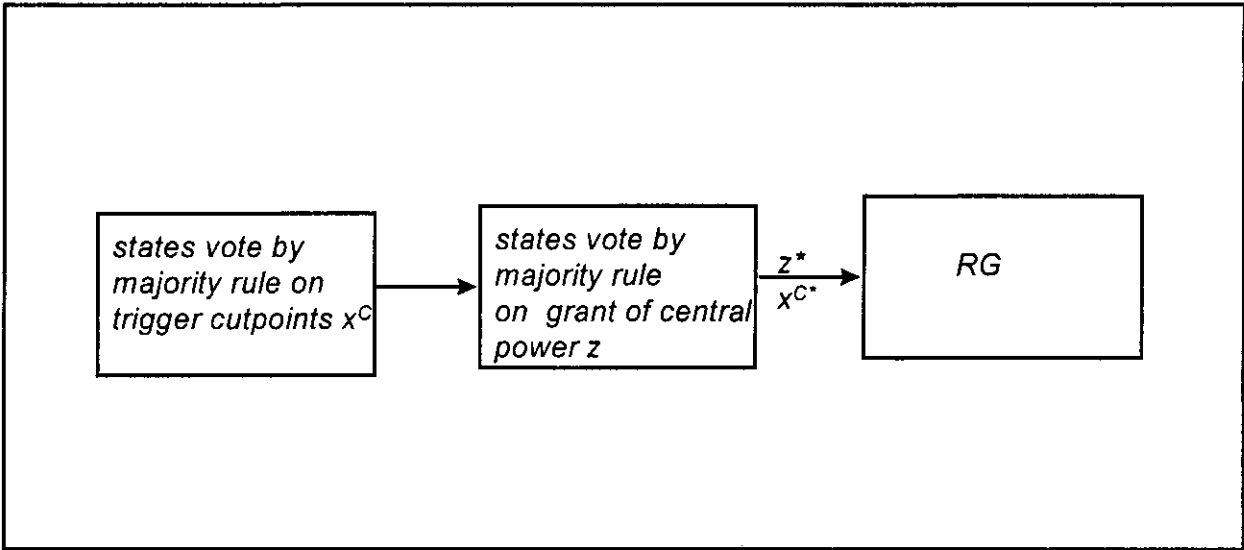 states vote by
majority rule on
trigger cutpoints x^C
states vote by
majority rule
on grant of central
power z
z*
x^C*
RG